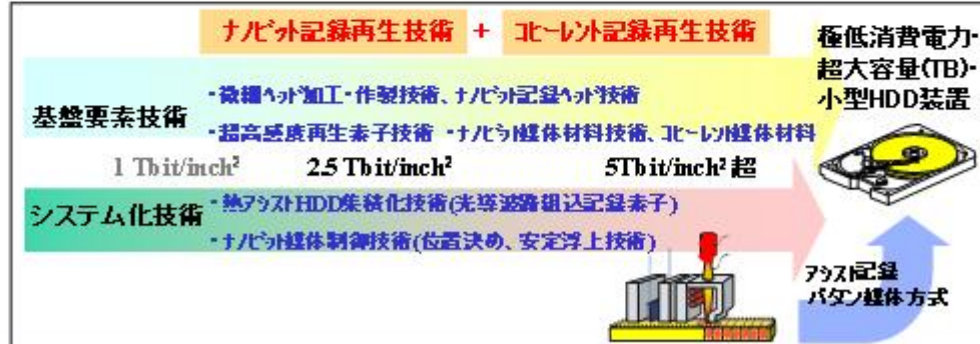 ナノビット記録再生技術 + コヒーレント記録再生技術
極低消費電力・
超大容量(TB)・
小型HDD装置
基盤要素技術
・微細ヘッド加工・作製技術、ナノビット記録ヘッド技術
・超高感度再生素子技術 ・ナノビット媒体材料技術、コヒーレント媒体材料
1 Tbit/inch² 2.5 Tbit/inch² 5Tbit/inch² 超
システム化技術
・熱アシストHDD集積化技術(光導波路組込記録素子)
・ナノビット媒体制御技術(位置決め、安定浮上技術)
アシスト記録
パタン媒体方式